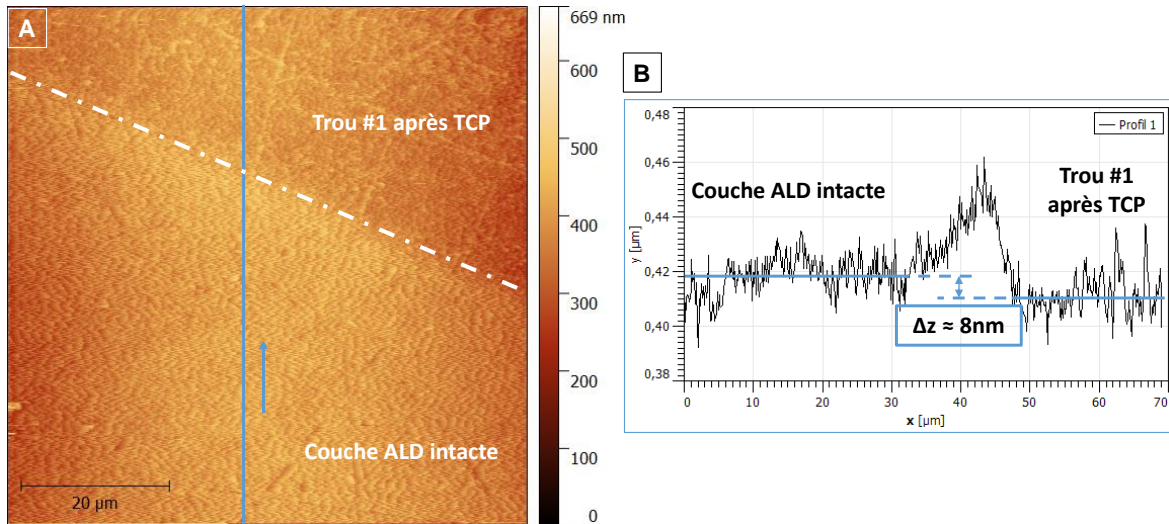 A
Trou #1 après TCP
Couche ALD intacte
20 µm
669 nm
600
500
400
300
200
100
0
B
0,48
0,46
0,44
0,42
0,40
0,38
y [µm]
Profil 1
Couche ALD intacte
Trou #1
après TCP
Δz ≈ 8nm
0 10 20 30 40 50 60 70
x [µm]